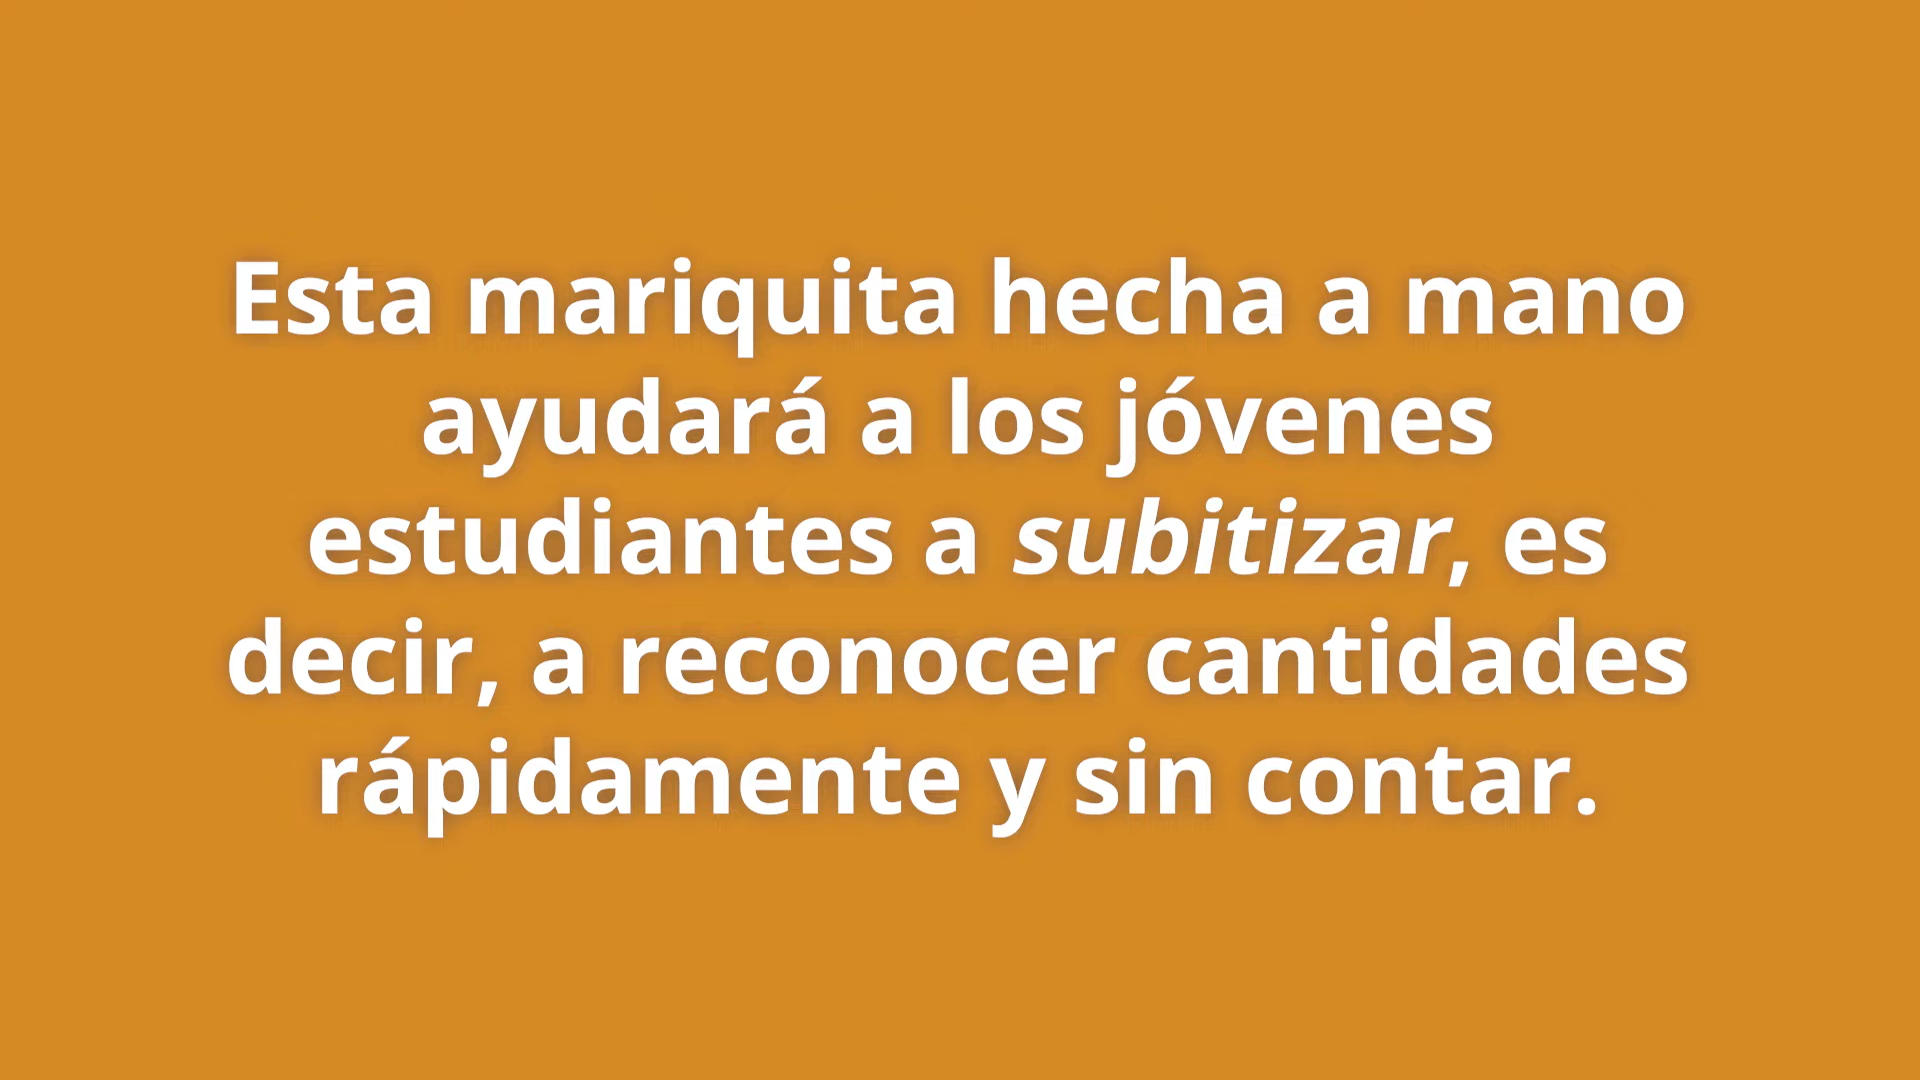 Esta mariquita hecha a mano
ayudará a los jóvenes
estudiantes a subitizar, es
decir, a reconocer cantidades
rápidamente y sin contar.